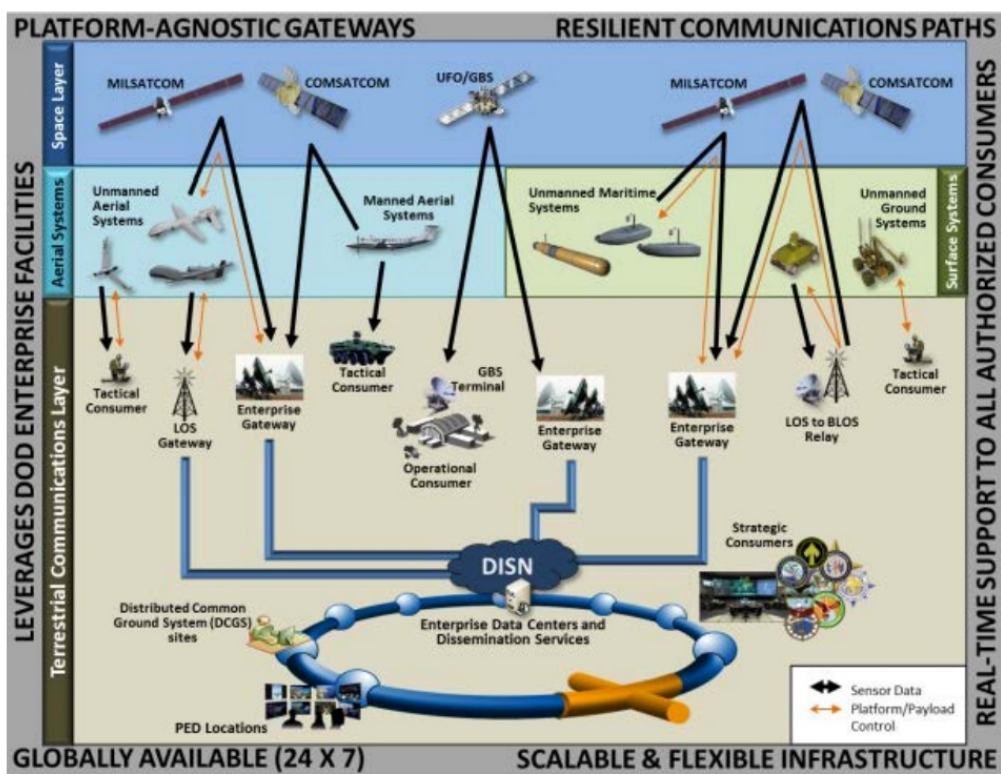 PLATFORM-AGNOSTIC GATEWAYS
RESILIENT COMMUNICATIONS PATHS
LEVERAGES DOD ENTERPRISE FACILITIES
REAL-TIME SUPPORT TO ALL AUTHORIZED CONSUMERS
Space Layer
MILSATCOM
COMSATCOM
UFO/GBS
MILSATCOM
COMSATCOM
Aerial Systems
Unmanned
Aerial
Systems
Manned Aerial
Systems
Unmanned Maritime
Systems
Unmanned
Ground
Systems
Surface Systems
Terrestrial Communications Layer
Tactical
Consumer
LOS
Gateway
Enterprise
Gateway
Tactical
Consumer
GBS
Terminal
Operational
Consumer
Enterprise
Gateway
Enterprise
Gateway
LOS to BLOS
Relay
Tactical
Consumer
DISN
Strategic
Consumers
Distributed Common
Ground System (DCGS)
sites
Enterprise Data Centers and
Dissemination Services
PED Locations
Sensor Data
Platform/Payload
Control
GLOBALLY AVAILABLE (24 X 7)
SCALABLE & FLEXIBLE INFRASTRUCTURE